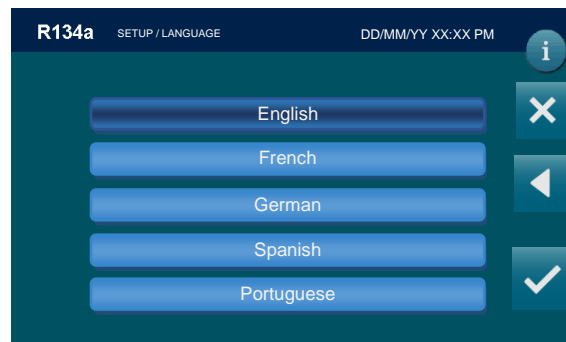 R134a SETUP / LANGUAGE DD/MM/YY XX:XX PM
i
English
French
German
Spanish
Portuguese